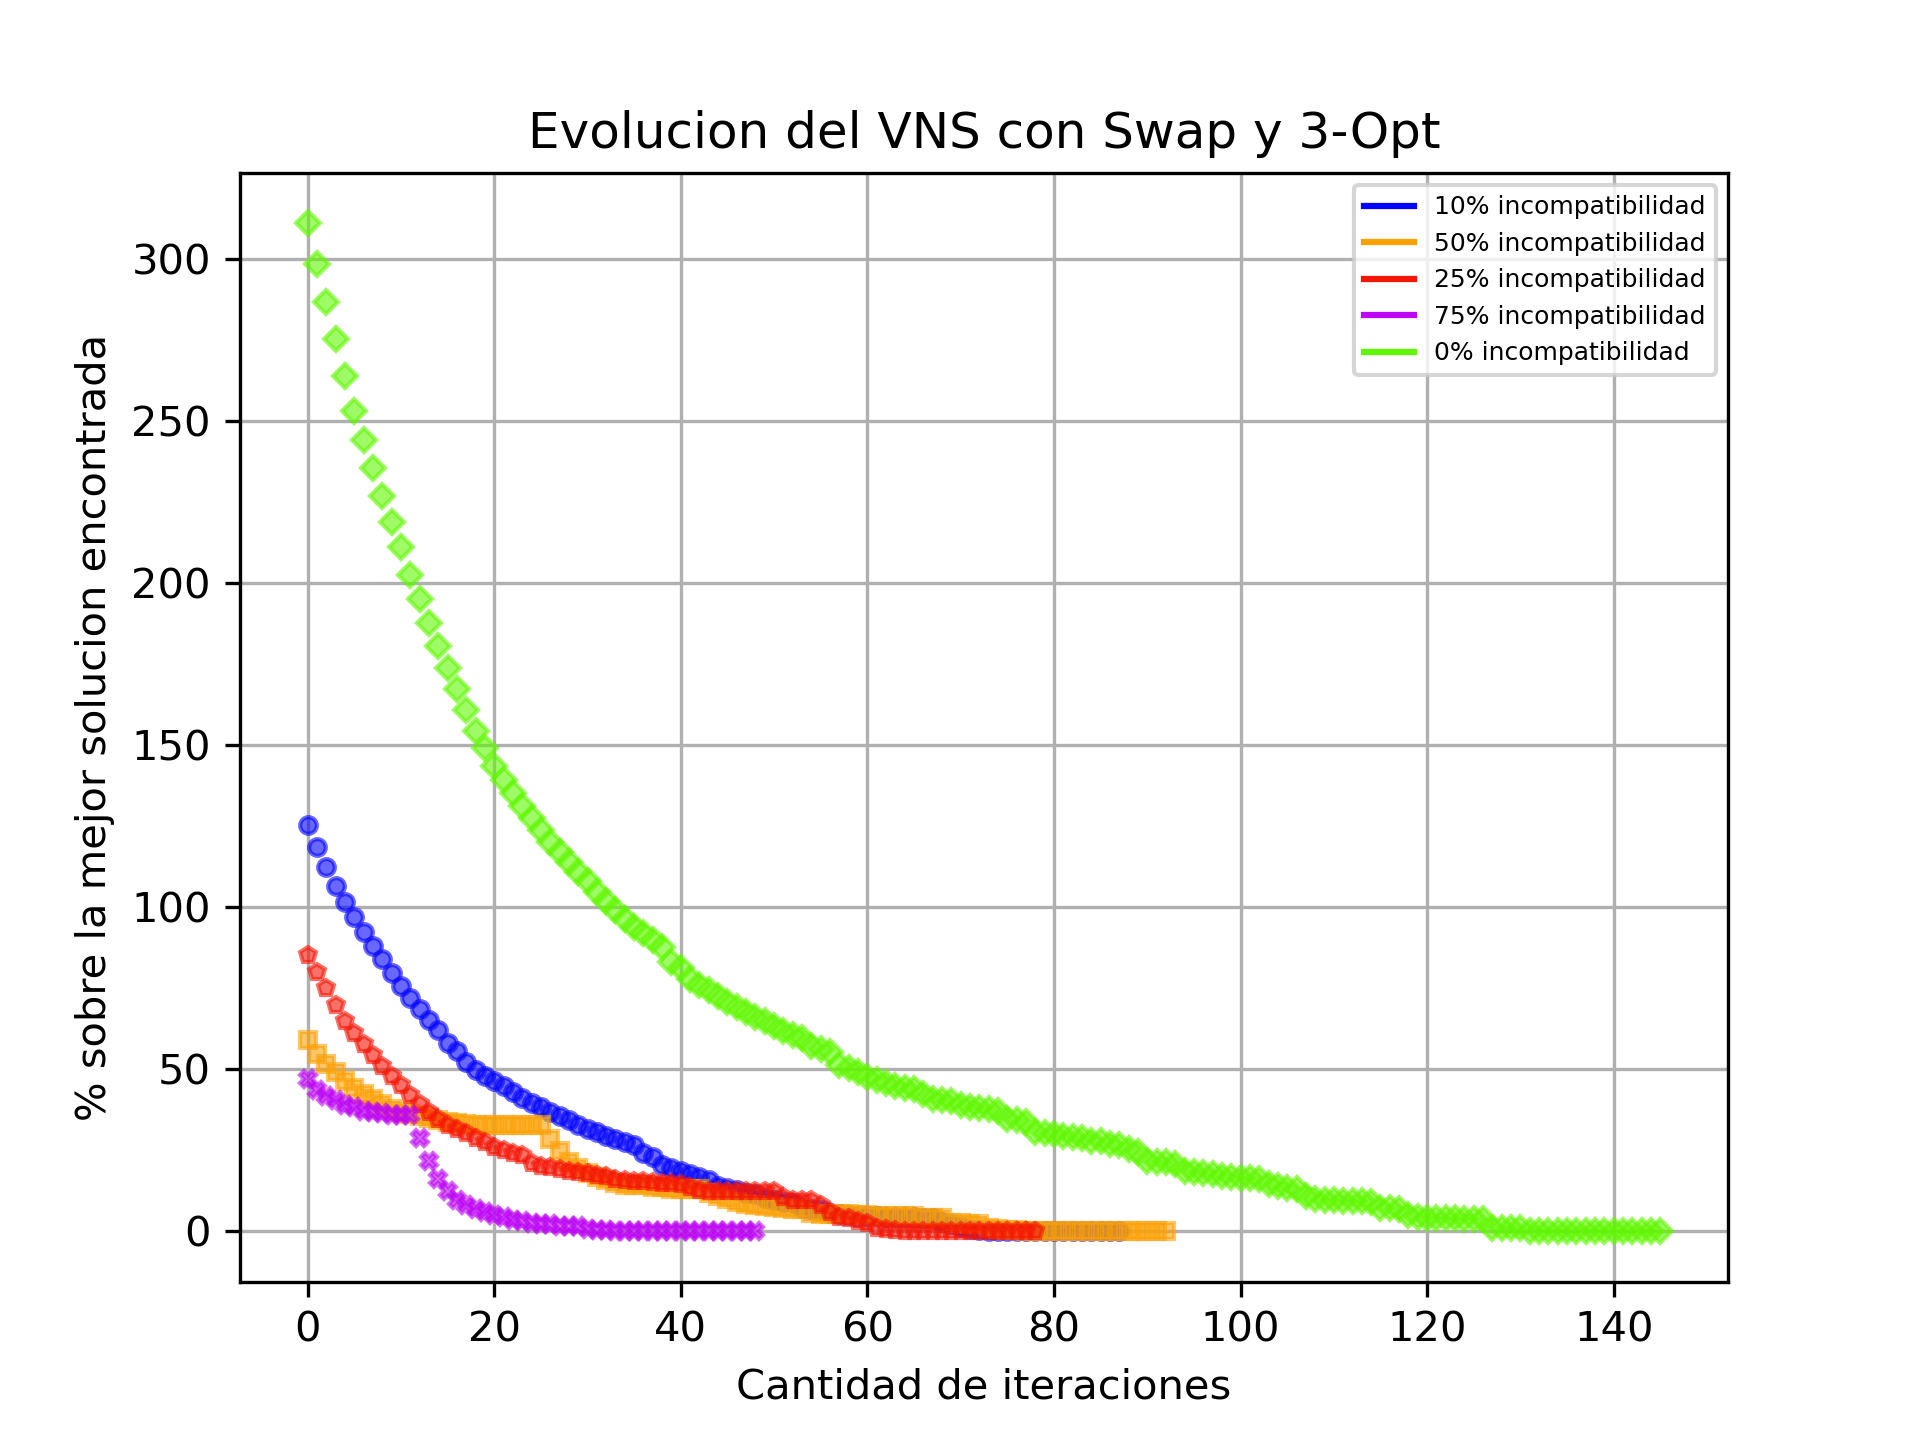 Evolucion del VNS con Swap y 3-Opt
10% incompatibilidad
50% incompatibilidad
25% incompatibilidad
75% incompatibilidad
0% incompatibilidad
% sobre la mejor solucion encontrada
300
250
200
150
100
50
0
0 20 40 60 80 100 120 140
Cantidad de iteraciones